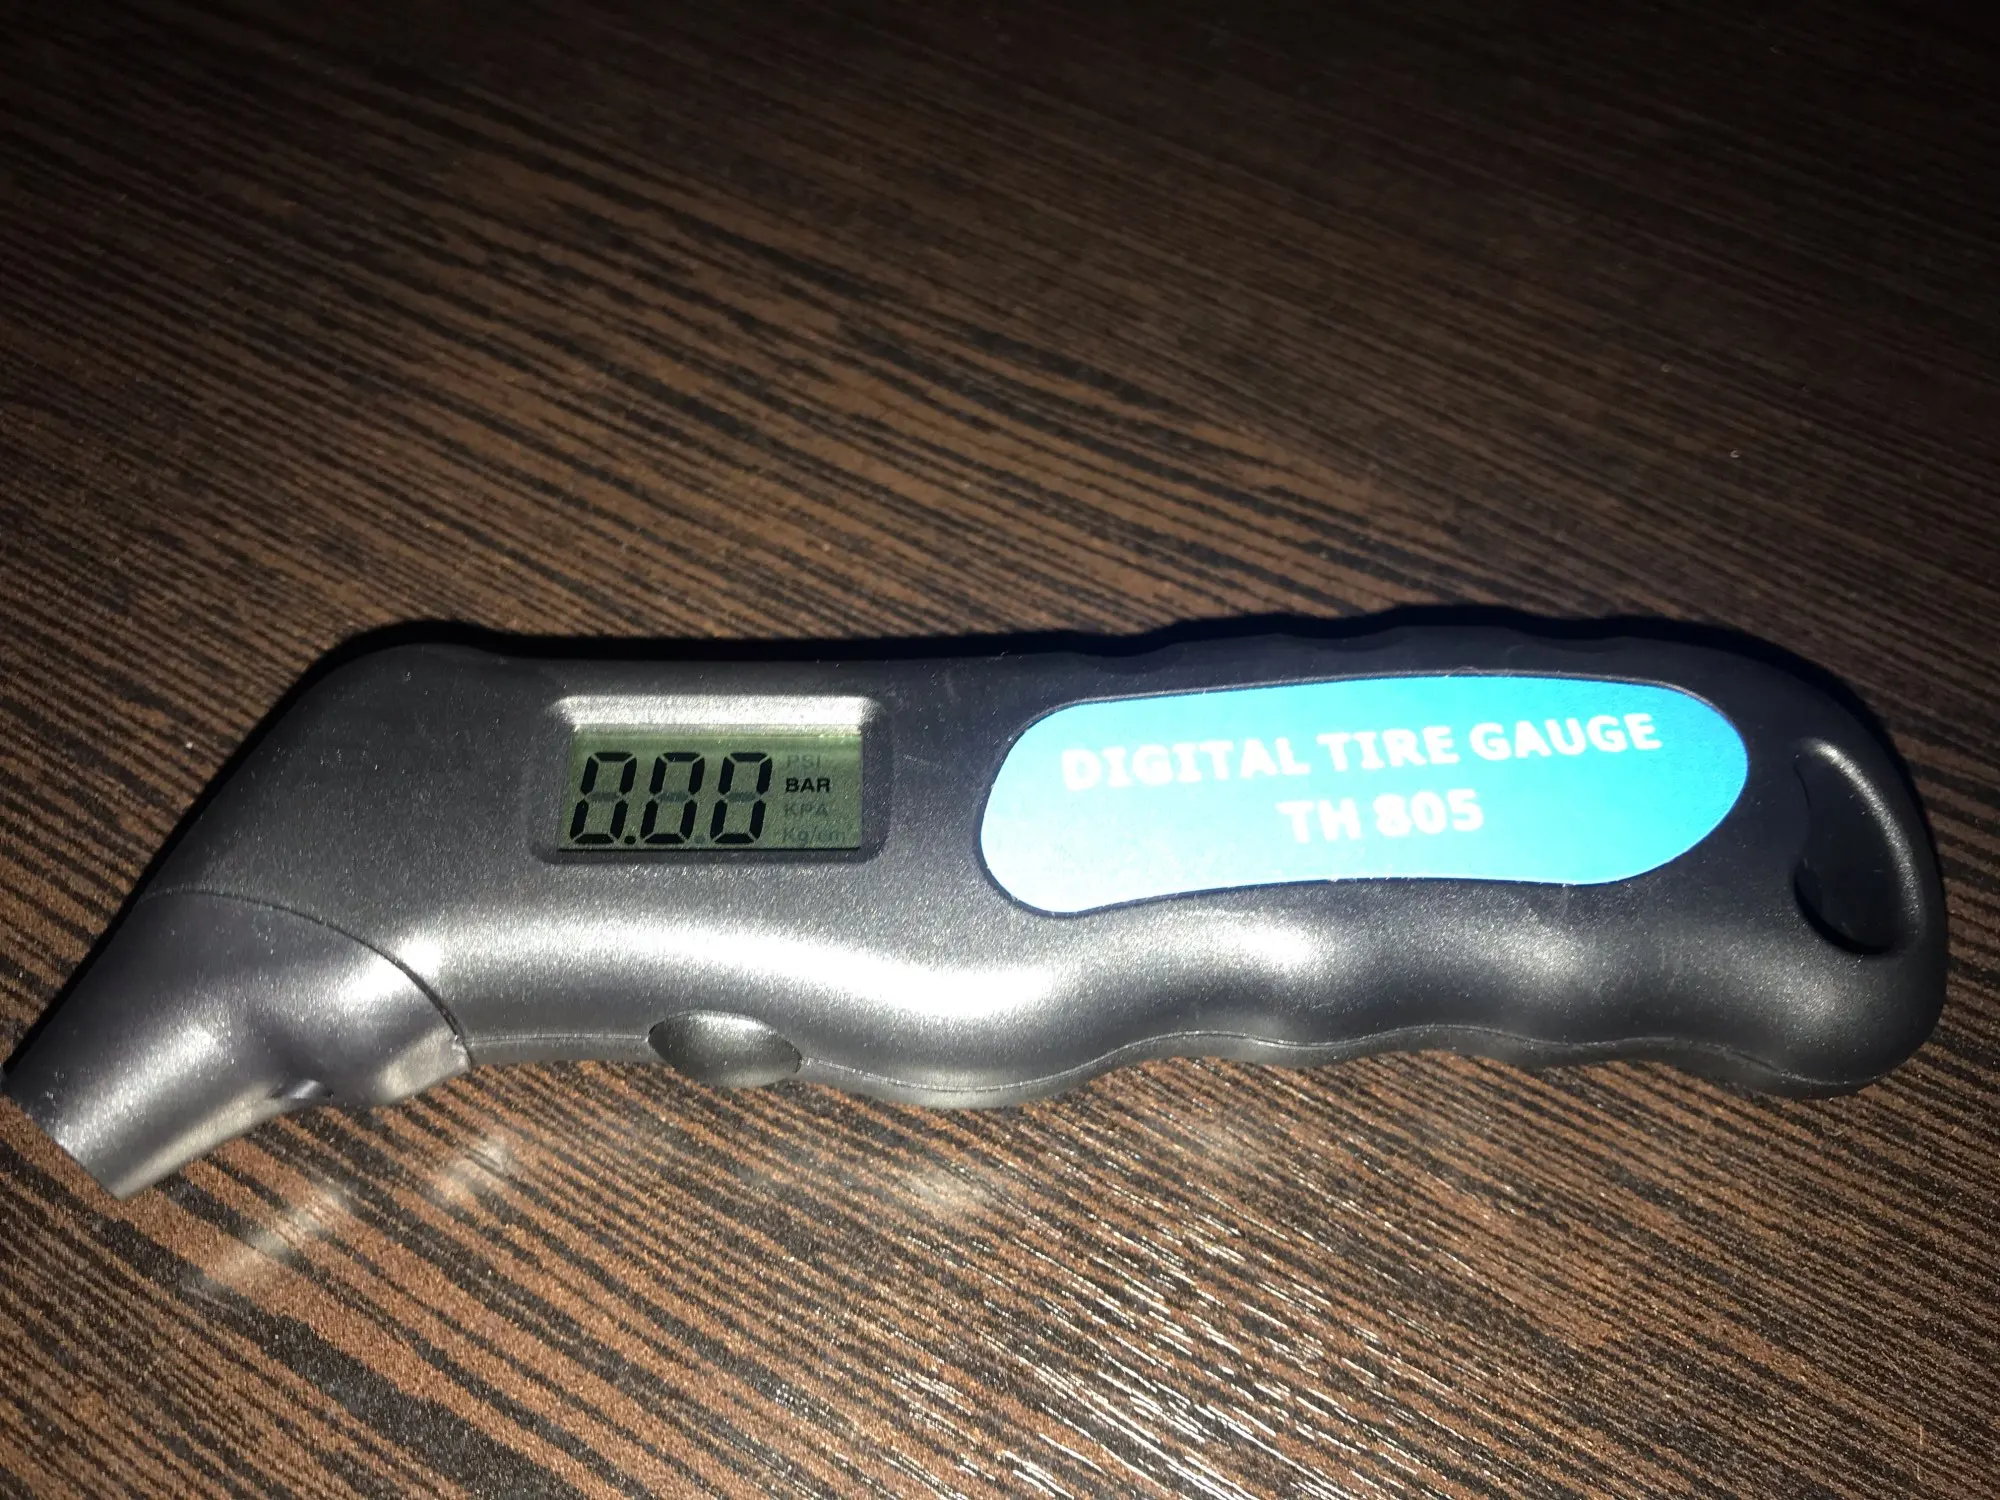 0.00
PSI
BAR
KPA
Kg/cm
DIGITAL TIRE GAUGE
TH 805